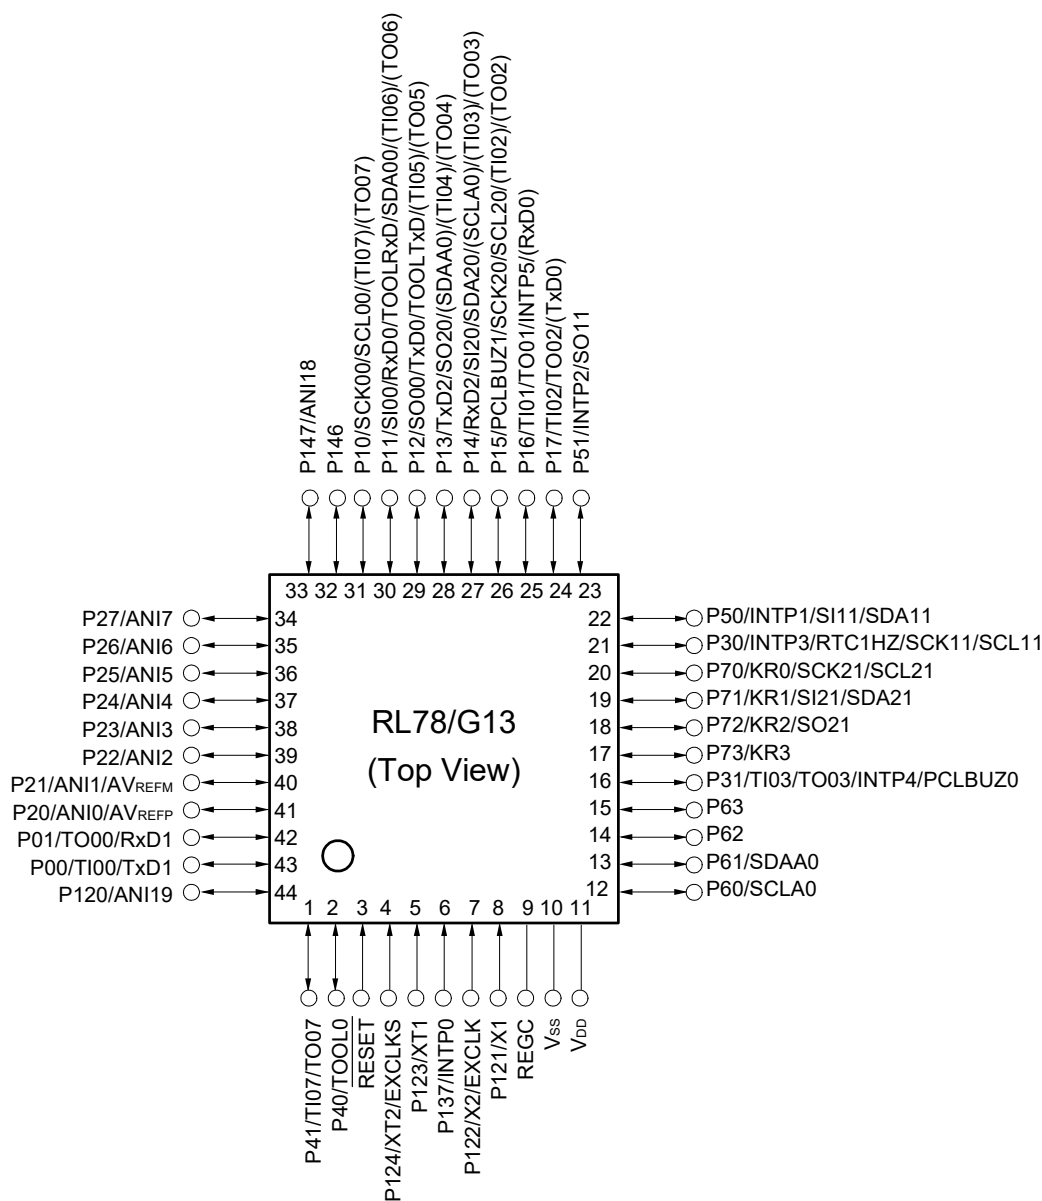 P147/ANI18
P146
P10/SCK00/SCL00/(TI07)/(TO07)
P11/SI00/RxD0/TOOLRxD/SDA00/(TI06)/(TO06)
P12/SO00/TxD0/TOOLTxD/(TI05)/(TO05)
P13/TxD2/SO20/(SDAA0)/(TI04)/(TO04)
P14/RxD2/SI20/SDA20/(SCLA0)/(TI03)/(TO03)
P15/PCLBUZ1/SCK20/SCL20/(TI02)/(TO02)
P16/TI01/TO01/INTP5/(RxD0)
P17/TI02/TO02/(TxD0)
P51/INTP2/SO11
33 32 31 30 29 28 27 26 25 24 23
P27/ANI7 34
P26/ANI6 35
P25/ANI5 36
P24/ANI4 37
P23/ANI3 38
P22/ANI2 39
P21/ANI1/AVREFM 40
P20/ANI0/AVREFP 41
P01/TO00/RxD1 42
P00/TI00/TxD1 43
P120/ANI19 44
RL78/G13
(Top View)
22 P50/INTP1/SI11/SDA11
21 P30/INTP3/RTC1HZ/SCK11/SCL11
20 P70/KR0/SCK21/SCL21
19 P71/KR1/SI21/SDA21
18 P72/KR2/SO21
17 P73/KR3
16 P31/TI03/TO03/INTP4/PCLBUZ0
15 P63
14 P62
13 P61/SDAA0
12 P60/SCLA0
1 2 3 4 5 6 7 8 9 10 11
P41/TI07/TO07
P40/TOOL0
RESET
P124/XT2/EXCLKS
P123/XT1
P137/INTP0
P122/X2/EXCLK
P121/X1
REGC
VSS
VDD